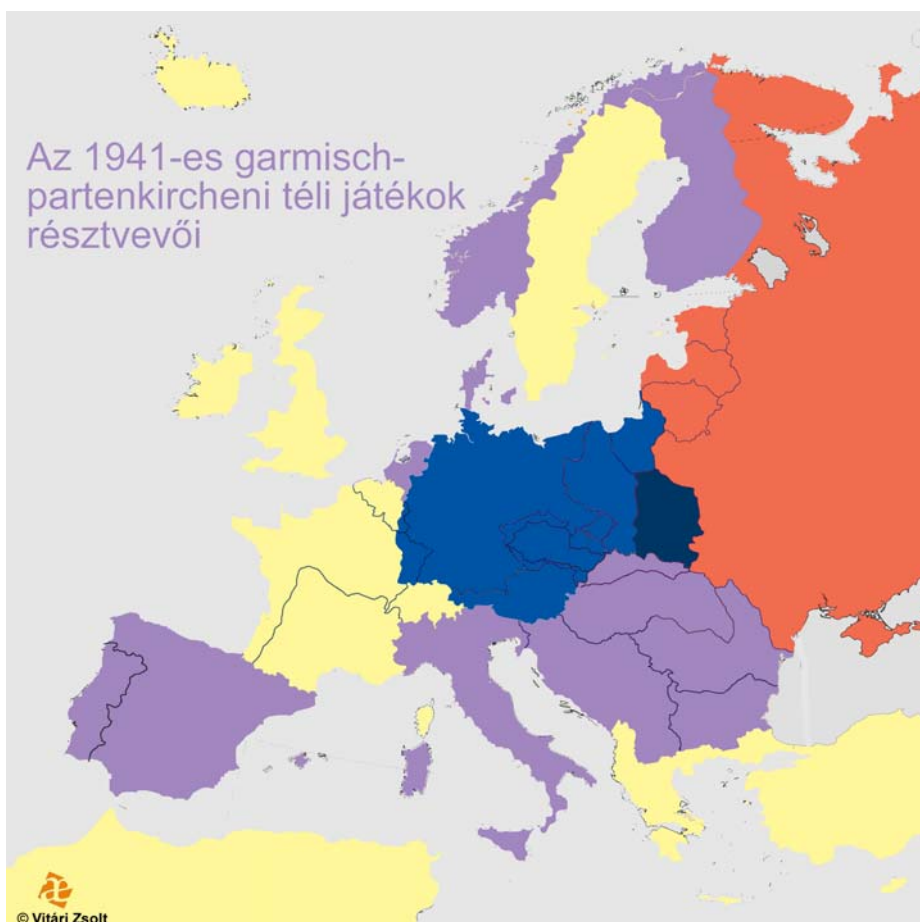 Az 1941-es garmisch-
partenkircheni téli játékok
résztvevői
© Vitári Zsolt